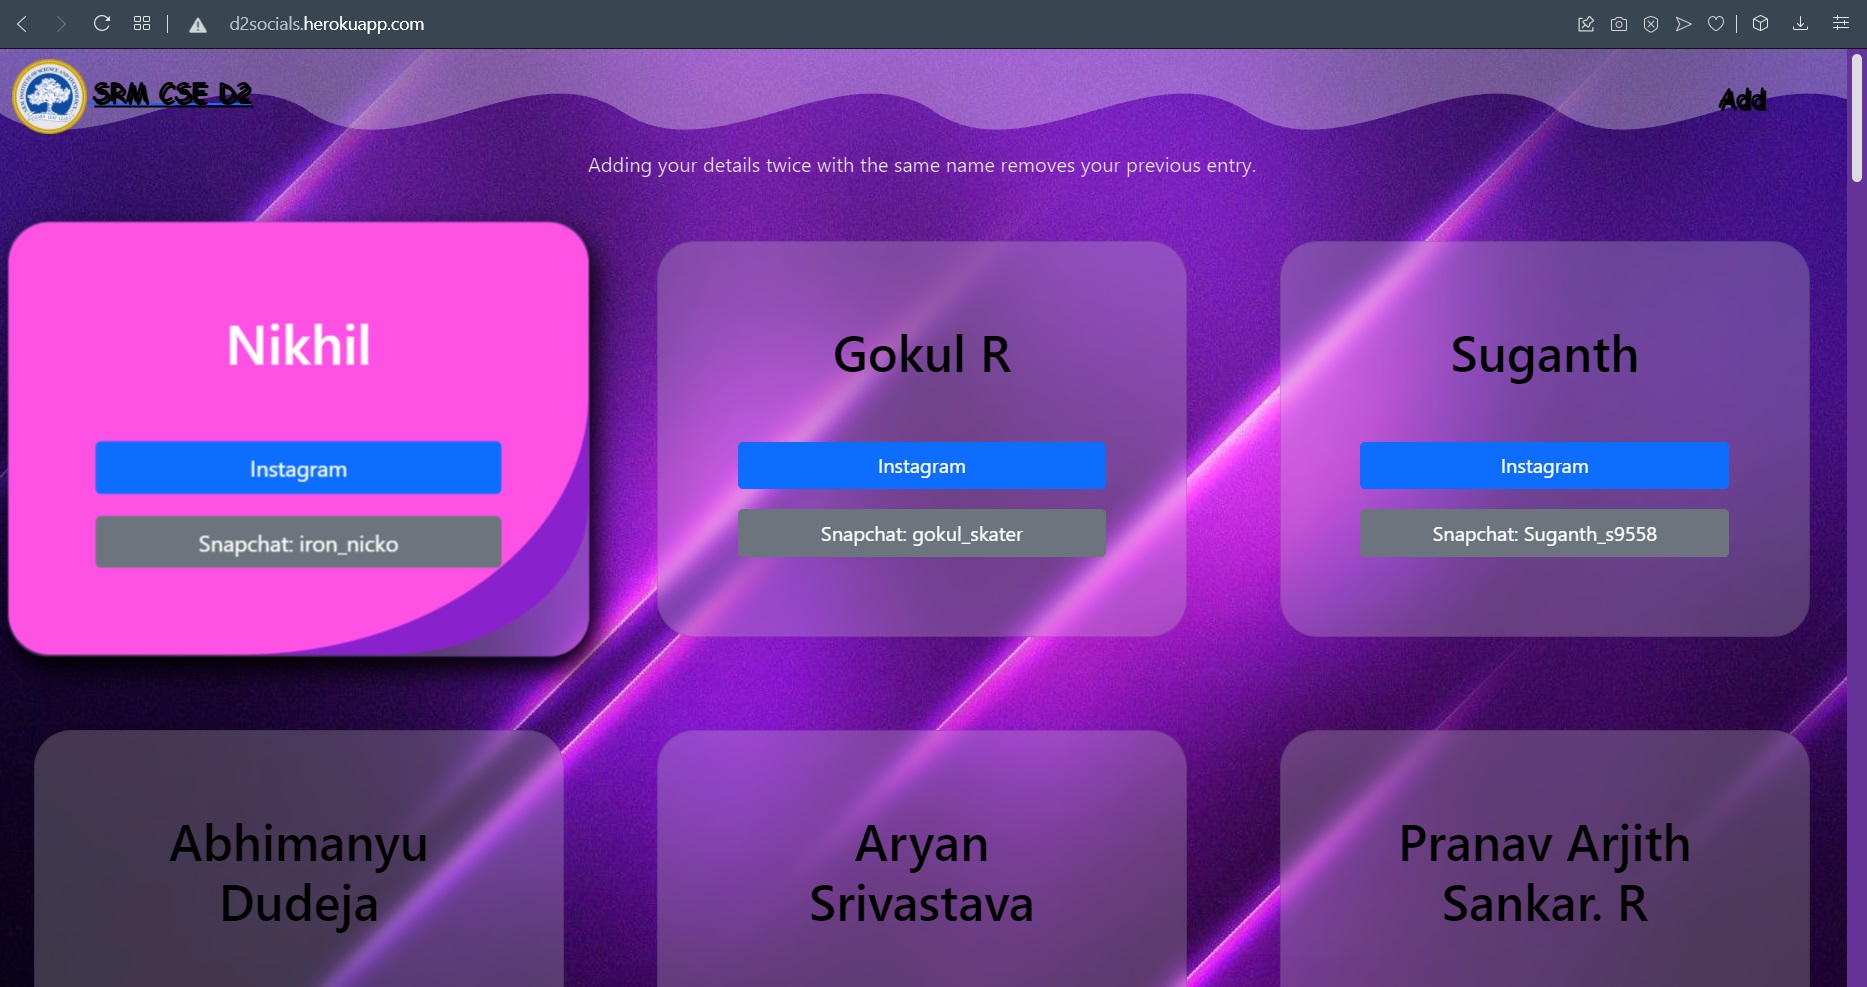 d2socials.herokuapp.com
SRM CSE D2
Add
Adding your details twice with the same name removes your previous entry.
Nikhil
Instagram
Snapchat: iron_nicko
Gokul R
Instagram
Snapchat: gokul_skater
Suganth
Instagram
Snapchat: Suganth_s9558
Abhimanyu
Dudeja
Aryan
Srivastava
Pranav Arjith
Sankar. R